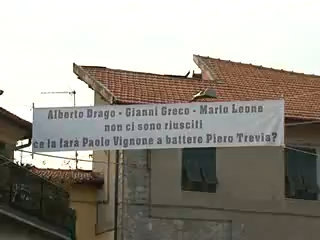 Alberto Drago - Gianni Greco - Mario Leone
non ci sono riusciti
ce la farà Paolo Vignone a battere Piero Trevia?